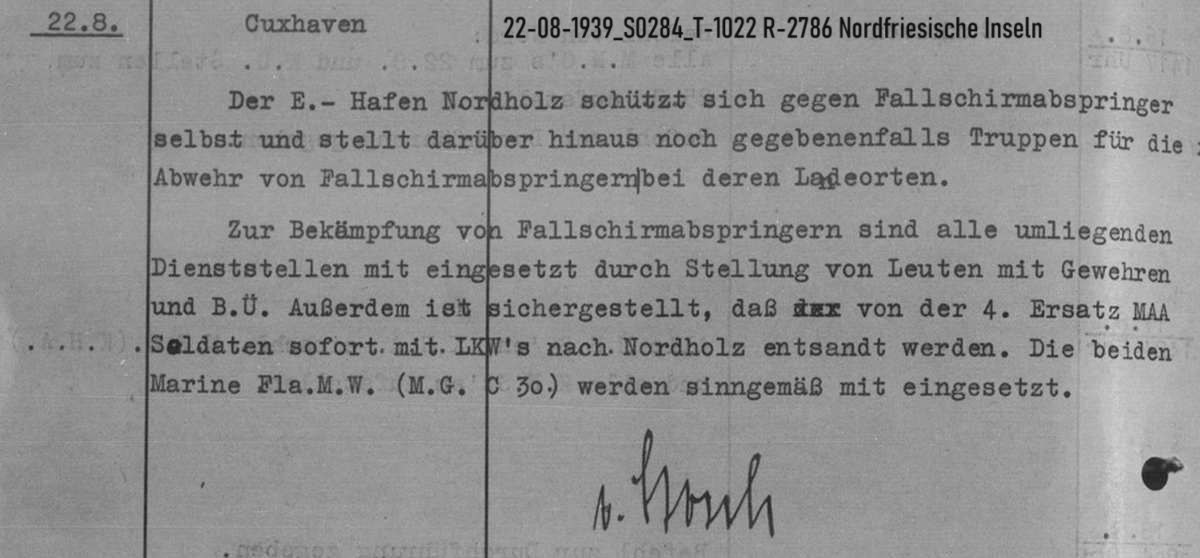 22.8. Cuxhaven 22-08-1939_S0284_T-1022 R-2786 Nordfriesische Inseln
Der E.- Hafen Nordholz schützt sich gegen Fallschirmabspringer
selbst und stellt darüber hinaus noch gegebenenfalls Truppen für die
Abwehr von Fallschirmabspringern bei deren Ladeorten.
Zur Bekämpfung von Fallschirmabspringern sind alle umliegenden
Dienststellen mit eingesetzt durch Stellung von Leuten mit Gewehren
und B.Ü. Außerdem ist sichergestellt, daß von der 4. Ersatz MAA
Soldaten sofort mit LKW's nach Nordholz entsandt werden. Die beiden
Marine Fla.M.W. (M.G. C 30.) werden sinngemäß mit eingesetzt.
v.